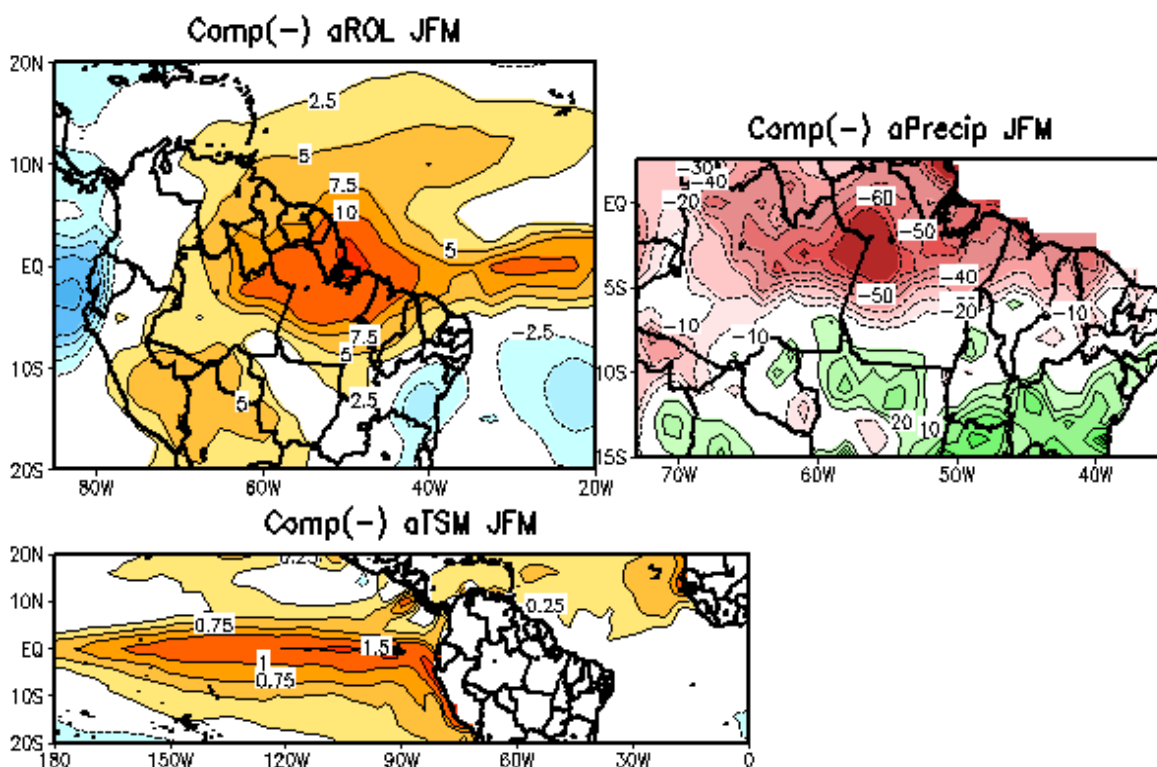 Comp(-) aROL JFM
20N
10N
EQ
10S
20S
80W
60W
40W
20W
2.5
5
7.5
10
5
-2.5
7.5
5
2.5
5
Comp(-) aPrecip JFM
EQ
5S
10S
15S
70W
60W
50W
40W
-30
-40
-20
-60
-50
-40
-50
-20
-10
-10
-10
20
10
Comp(-) aTSM JFM
20N
10N
EQ
10S
20S
180
150W
120W
90W
60W
30W
0
0.25
0.75
0.25
1.5
1
0.75